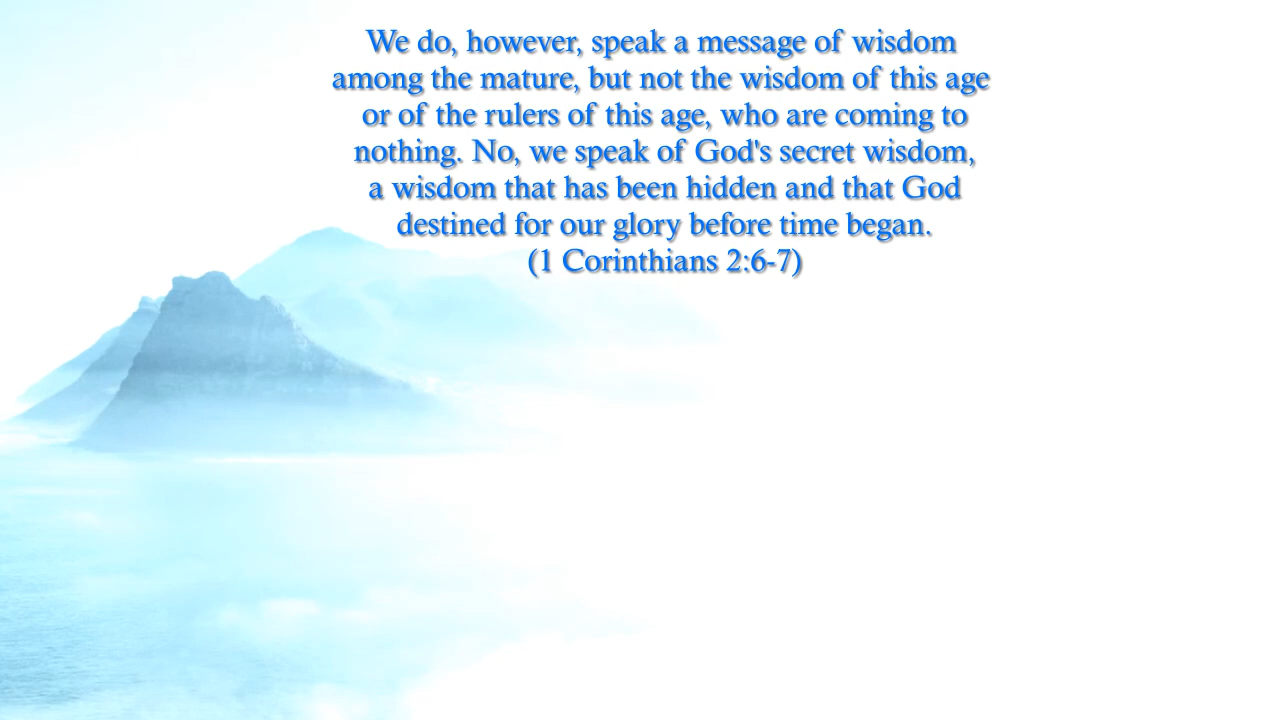 We do, however, speak a message of wisdom
among the mature, but not the wisdom of this age
or of the rulers of this age, who are coming to
nothing. No, we speak of God's secret wisdom,
a wisdom that has been hidden and that God
destined for our glory before time began.
(1 Corinthians 2:6-7)